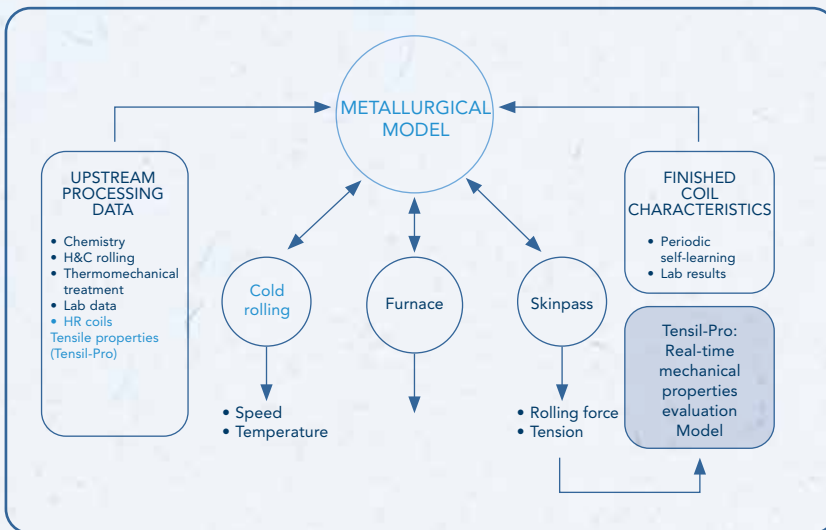 METALLURGICAL
MODEL
UPSTREAM
PROCESSING
DATA
• Chemistry
• H&C rolling
• Thermomechanical
treatment
• Lab data
• HR coils
Tensile properties
(Tensil-Pro)
Cold
rolling
Furnace
Skinpass
• Speed
• Temperature
• Rolling force
• Tension
FINISHED
COIL
CHARACTERISTICS
• Periodic
self-learning
• Lab results
Tensil-Pro:
Real-time
mechanical
properties
evaluation
Model